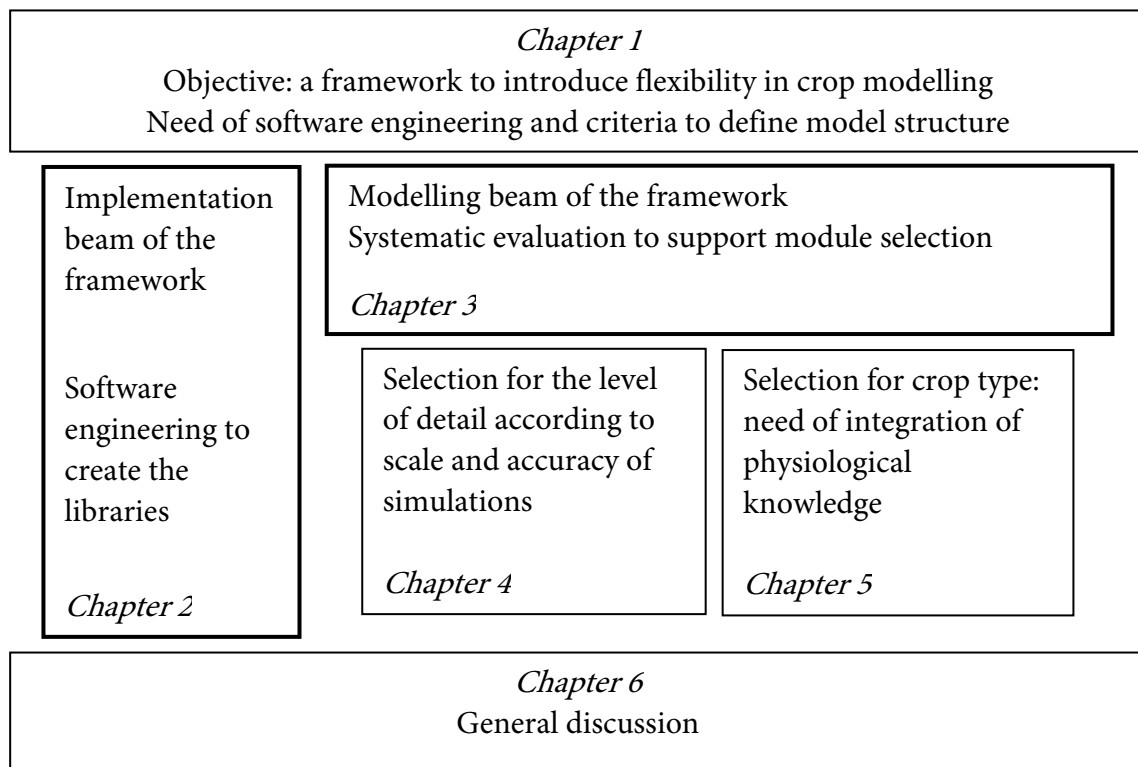 Chapter 1
Objective: a framework to introduce flexibility in crop modelling
Need of software engineering and criteria to define model structure
Implementation
beam of the
framework
Software
engineering to
create the
libraries
Chapter 2
Modelling beam of the framework
Systematic evaluation to support module selection
Chapter 3
Selection for the level
of detail according to
scale and accuracy of
simulations
Chapter 4
Selection for crop type:
need of integration of
physiological
knowledge
Chapter 5
Chapter 6
General discussion